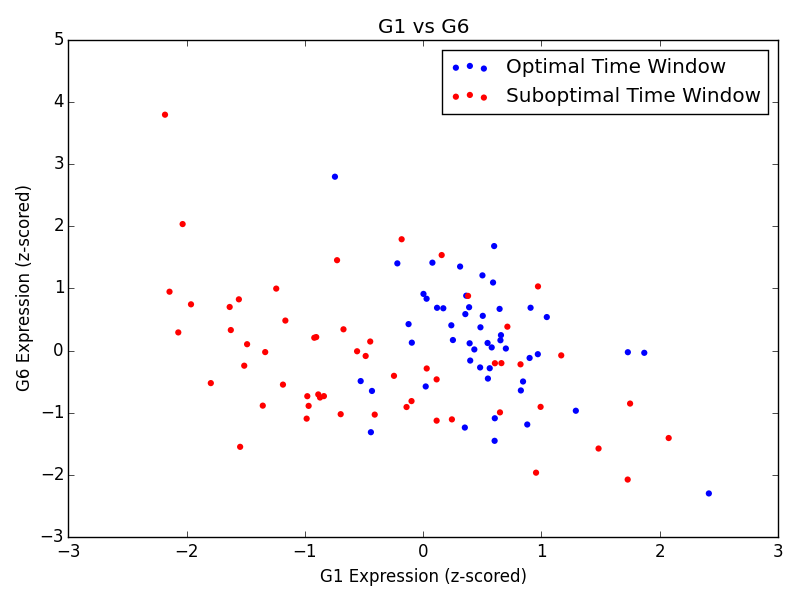 G1 vs G6
Optimal Time Window
Suboptimal Time Window
G6 Expression (z-scored)
5
4
3
2
1
0
−1
−2
−3
−3 −2 −1 0 1 2 3
G1 Expression (z-scored)